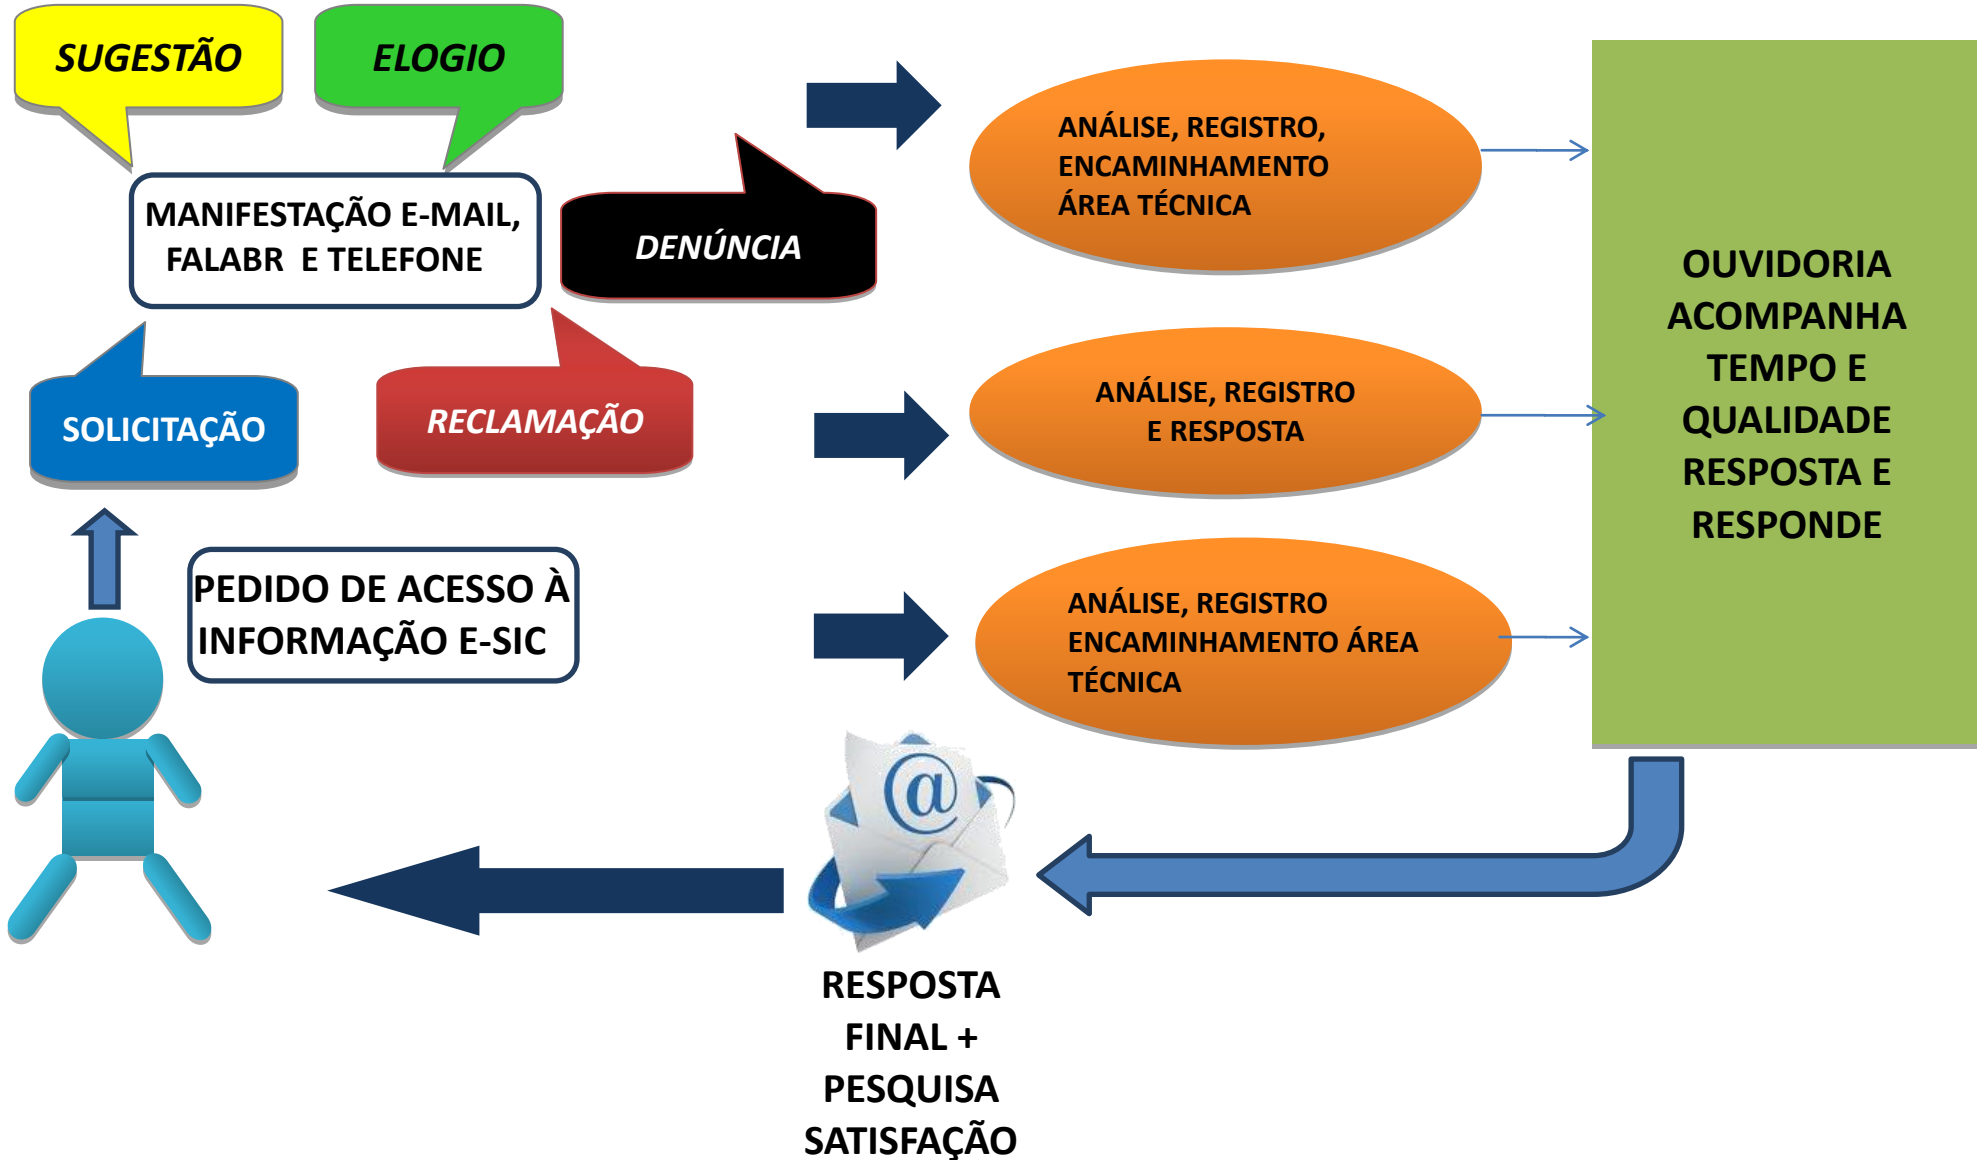 SUGESTÃO
ELOGIO
MANIFESTAÇÃO E-MAIL,
FALABR E TELEFONE
DENÚNCIA
SOLICITAÇÃO
RECLAMAÇÃO
PEDIDO DE ACESSO À
INFORMAÇÃO E-SIC
ANÁLISE, REGISTRO,
ENCAMINHAMENTO
ÁREA TÉCNICA
ANÁLISE, REGISTRO
E RESPOSTA
ANÁLISE, REGISTRO
ENCAMINHAMENTO ÁREA
TÉCNICA
OUVIDORIA
ACOMPANHA
TEMPO E
QUALIDADE
RESPOSTA E
RESPONDE
@
RESPOSTA
FINAL +
PESQUISA
SATISFAÇÃO